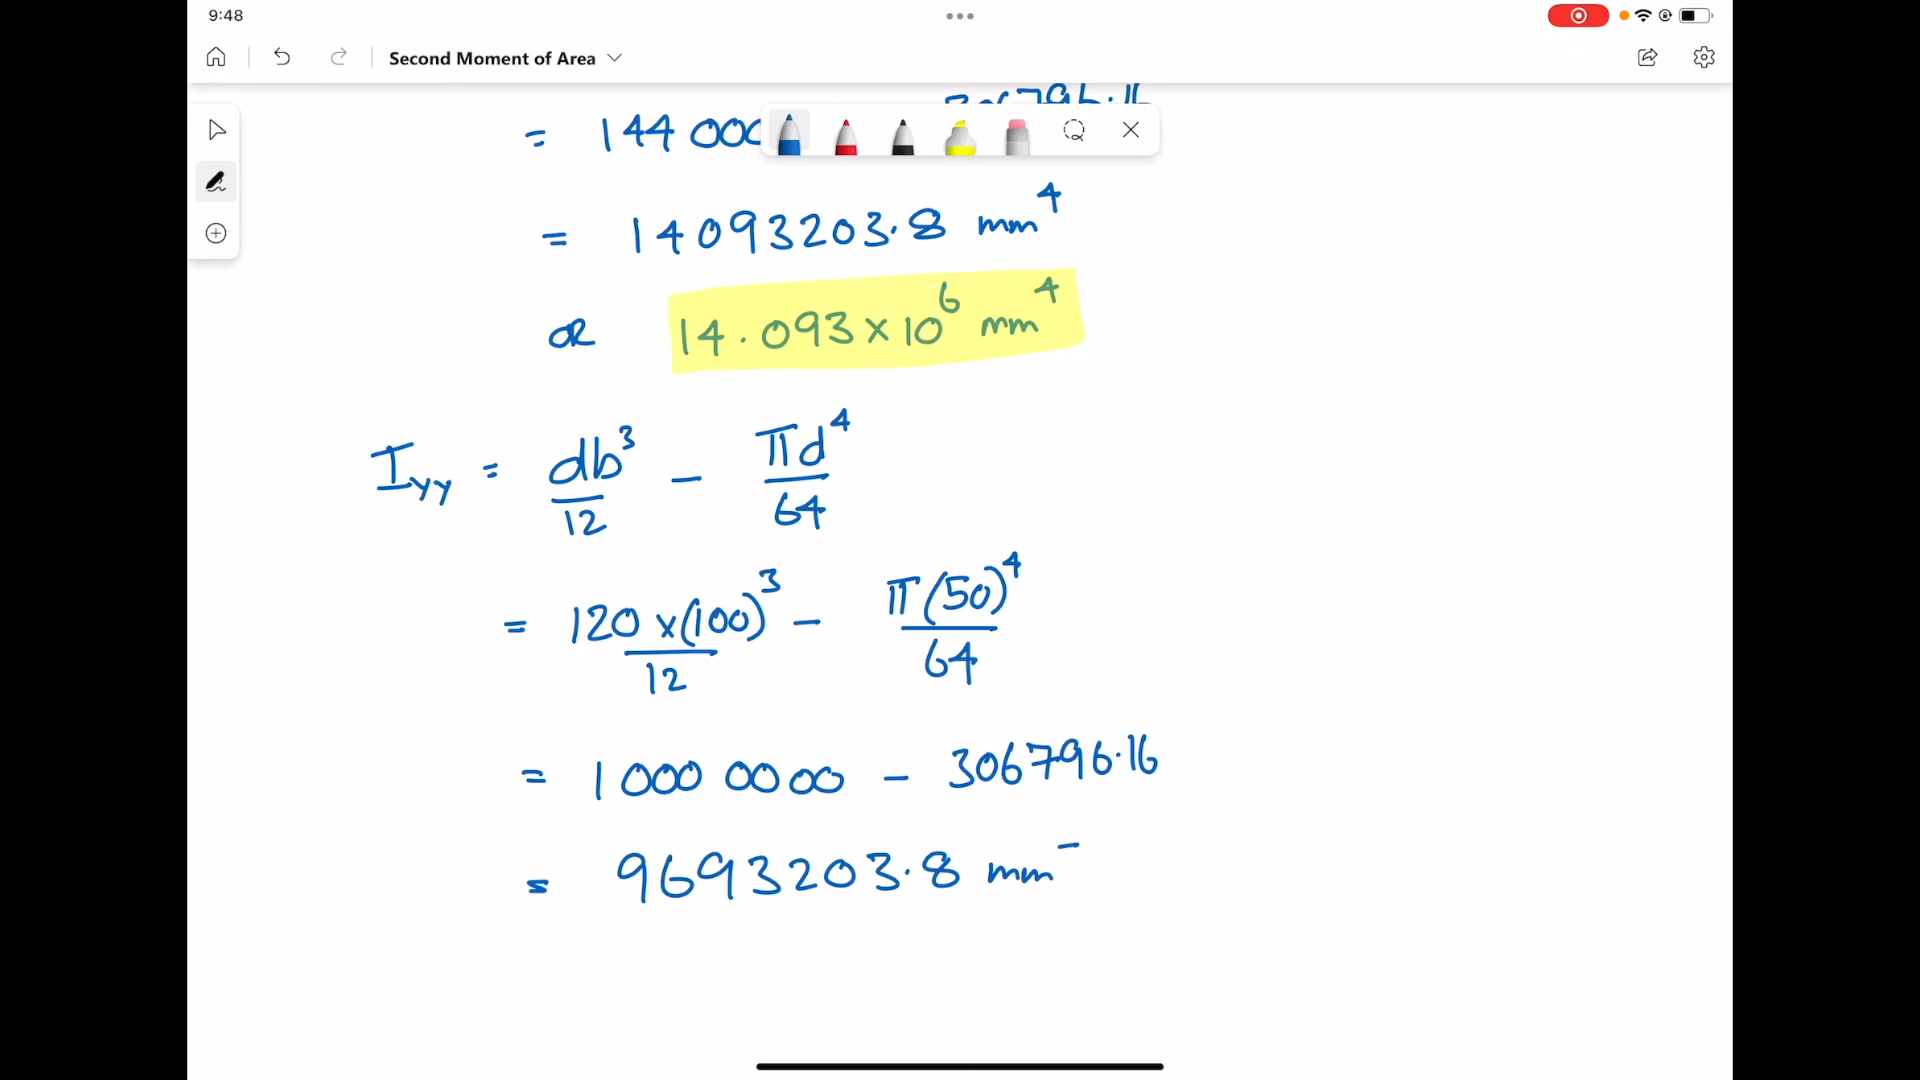 9:48
Second Moment of Area
= 144 000
= 14093203.8 mm⁴
OR 14.093 x 10⁶ mm⁴
I_yy = db³/12 - πd⁴/64
= 120 x (100)³/12 - π(50)⁴/64
= 1000 0000 - 306796.16
= 9693203.8 mm⁻